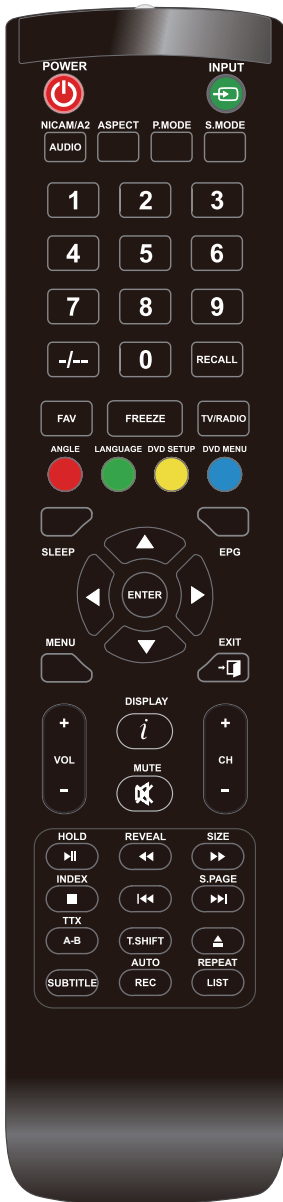 POWER INPUT
NICAM/A2 ASPECT P.MODE S.MODE
AUDIO
1 2 3
4 5 6
7 8 9
-/-- 0 RECALL
FAV FREEZE TV/RADIO
ANGLE LANGUAGE DVD SETUP DVD MENU
SLEEP EPG
ENTER
MENU EXIT
DISPLAY
+ i +
VOL CH
MUTE
- -
HOLD REVEAL SIZE
INDEX S.PAGE
TTX
A-B T.SHIFT
AUTO REPEAT
SUBTITLE REC LIST